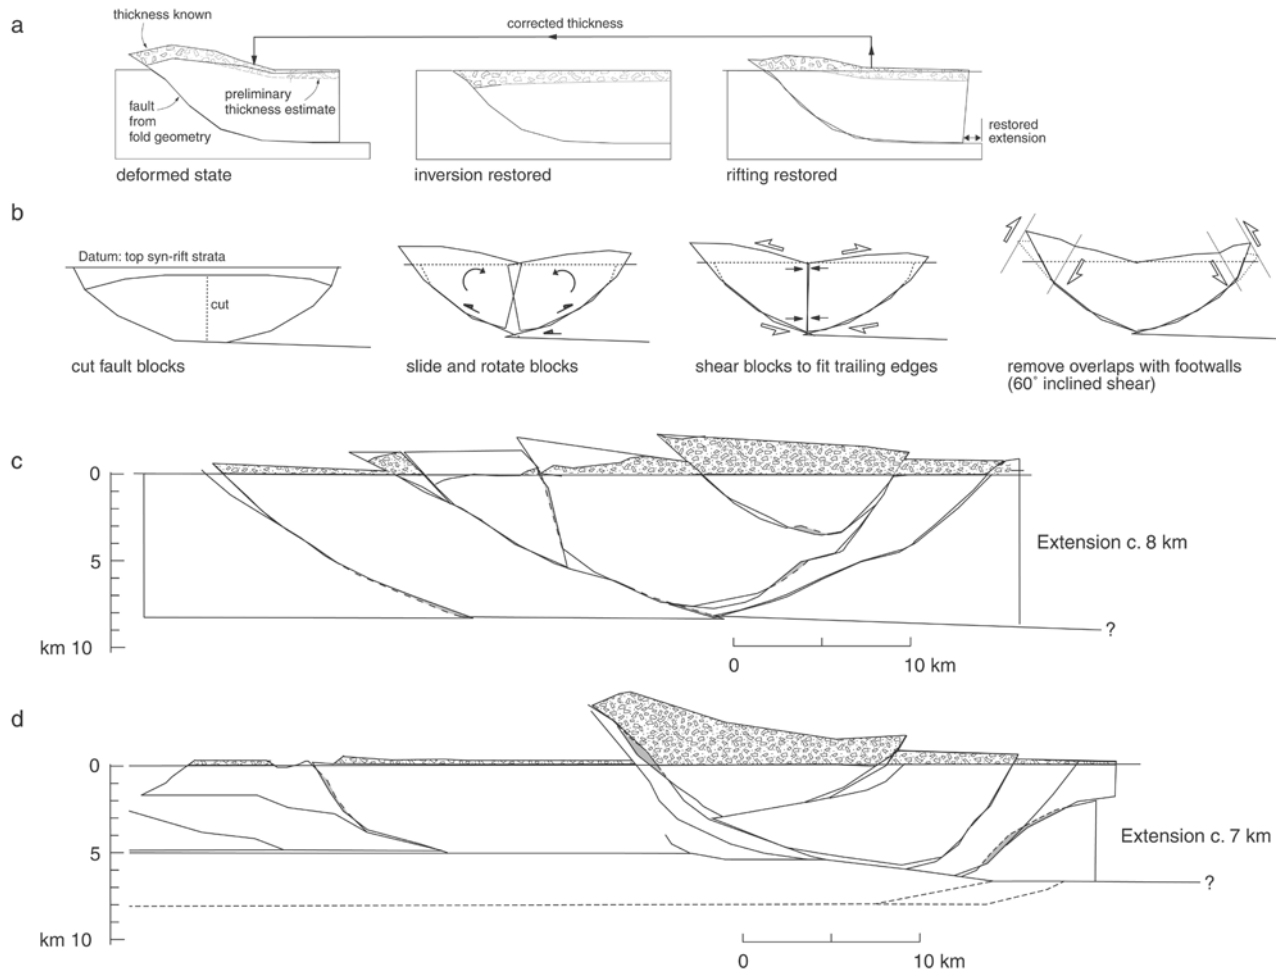 a
thickness known
corrected thickness
fault
from
fold geometry
preliminary
thickness estimate
restored
extension
deformed state
inversion restored
rifting restored
b
Datum: top syn-rift strata
cut
cut fault blocks
slide and rotate blocks
shear blocks to fit trailing edges
remove overlaps with footwalls
(60° inclined shear)
c
0
5
km 10
Extension c. 8 km
?
0
10 km
d
0
5
km 10
Extension c. 7 km
?
0
10 km